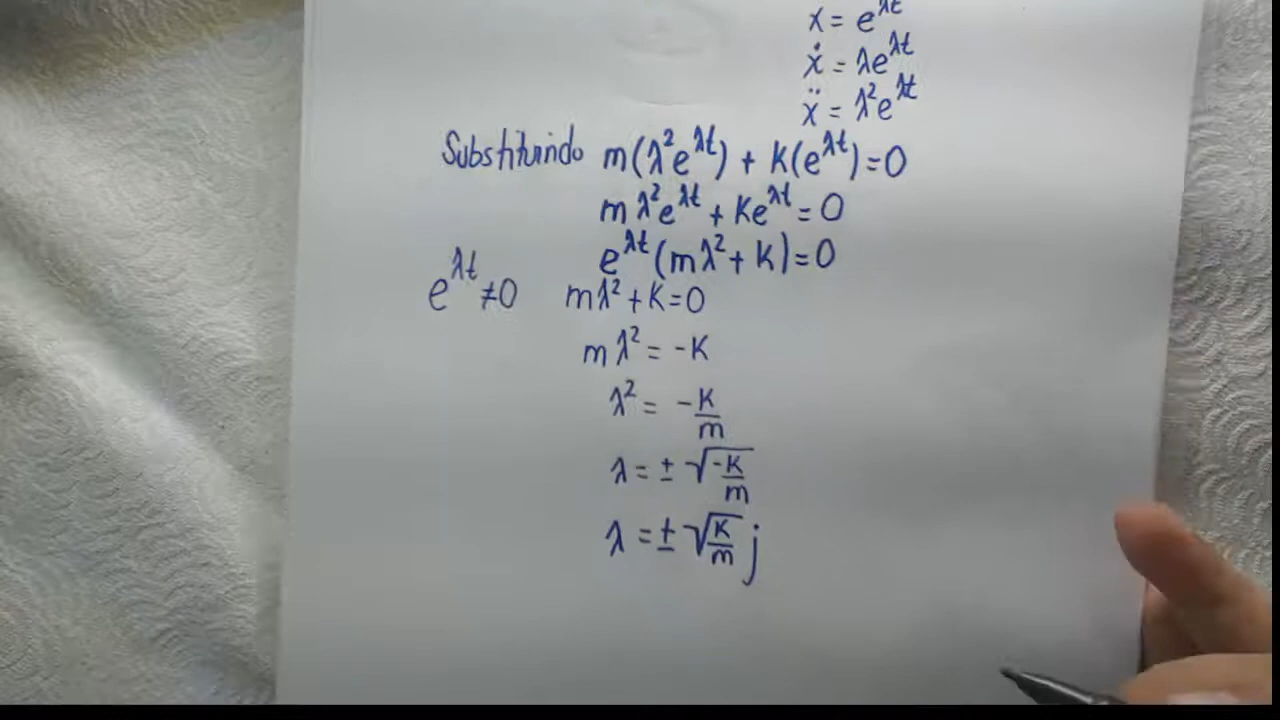 x = e^λt
ẋ = λe^λt
ẍ = λ²e^λt
Substituindo m(λ²e^λt) + K(e^λt) = 0
mλ²e^λt + Ke^λt = 0
e^λt(mλ² + K) = 0
e^λt ≠ 0 mλ² + K = 0
mλ² = -K
λ² = -K/m
λ = ± √(-K/m)
λ = ± √(K/m) j